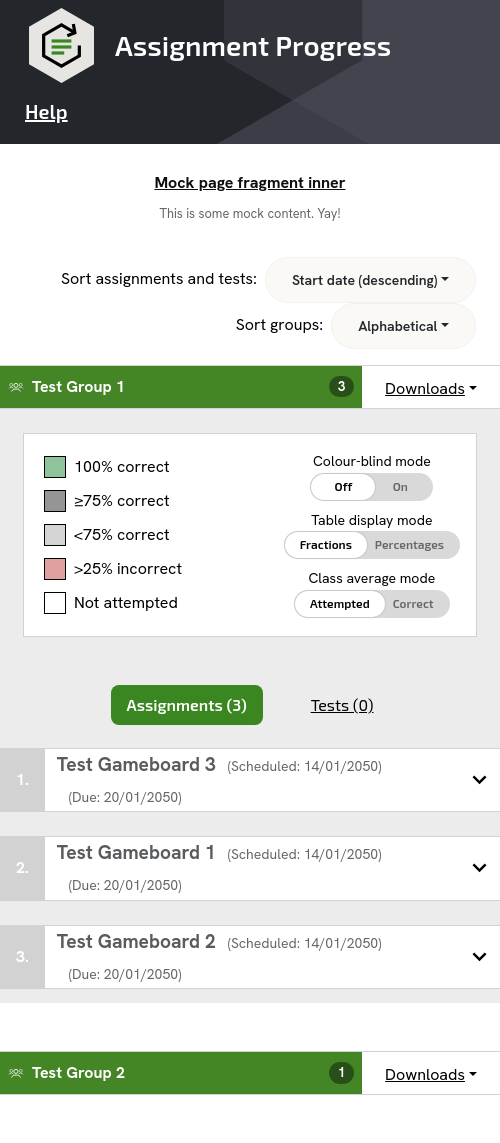 Assignment Progress
Help
Mock page fragment inner
This is some mock content. Yay!
Sort assignments and tests: Start date (descending)
Sort groups: Alphabetical
Test Group 1 3 Downloads
100% correct
≥75% correct
<75% correct
>25% incorrect
Not attempted
Colour-blind mode
Off On
Table display mode
Fractions Percentages
Class average mode
Attempted Correct
Assignments (3) Tests (0)
1. Test Gameboard 3 (Scheduled: 14/01/2050)
(Due: 20/01/2050)
2. Test Gameboard 1 (Scheduled: 14/01/2050)
(Due: 20/01/2050)
3. Test Gameboard 2 (Scheduled: 14/01/2050)
(Due: 20/01/2050)
Test Group 2 1 Downloads